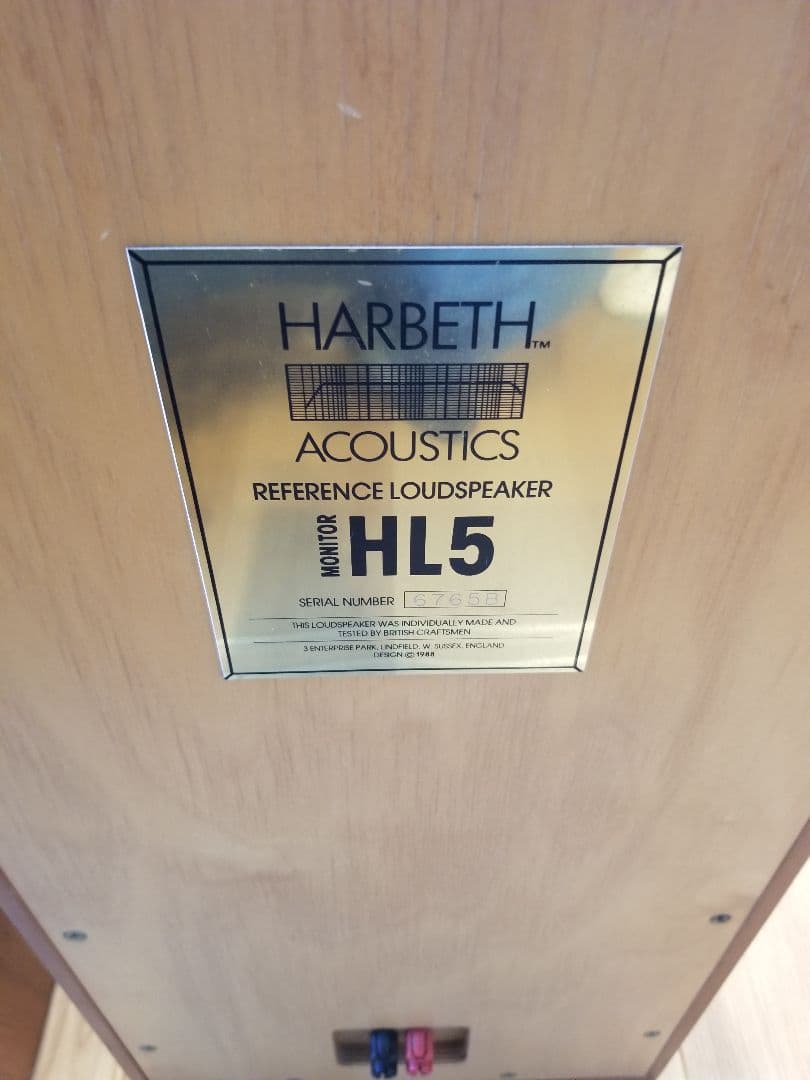 HARBETH™
ACOUSTICS
REFERENCE LOUDSPEAKER
MONITOR HL5
SERIAL NUMBER 6765B
THIS LOUDSPEAKER WAS INDIVIDUALLY MADE AND
TESTED BY BRITISH CRAFTSMEN
3 ENTERPRISE PARK, LINDFIELD, W. SUSSEX, ENGLAND
DESIGN © 1988